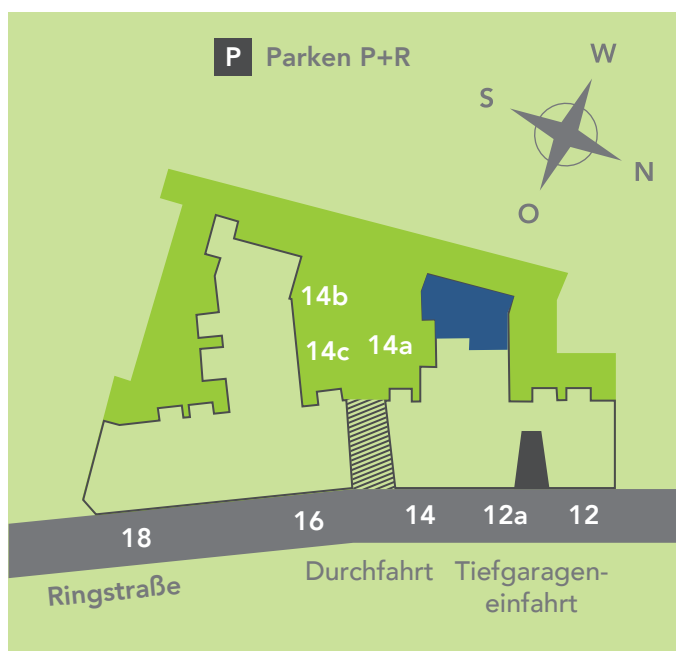 P Parken P+R
W
S
N
O
14b
14c 14a
18 16 14 12a 12
Ringstraße
Durchfahrt Tiefgaragen-
einfahrt